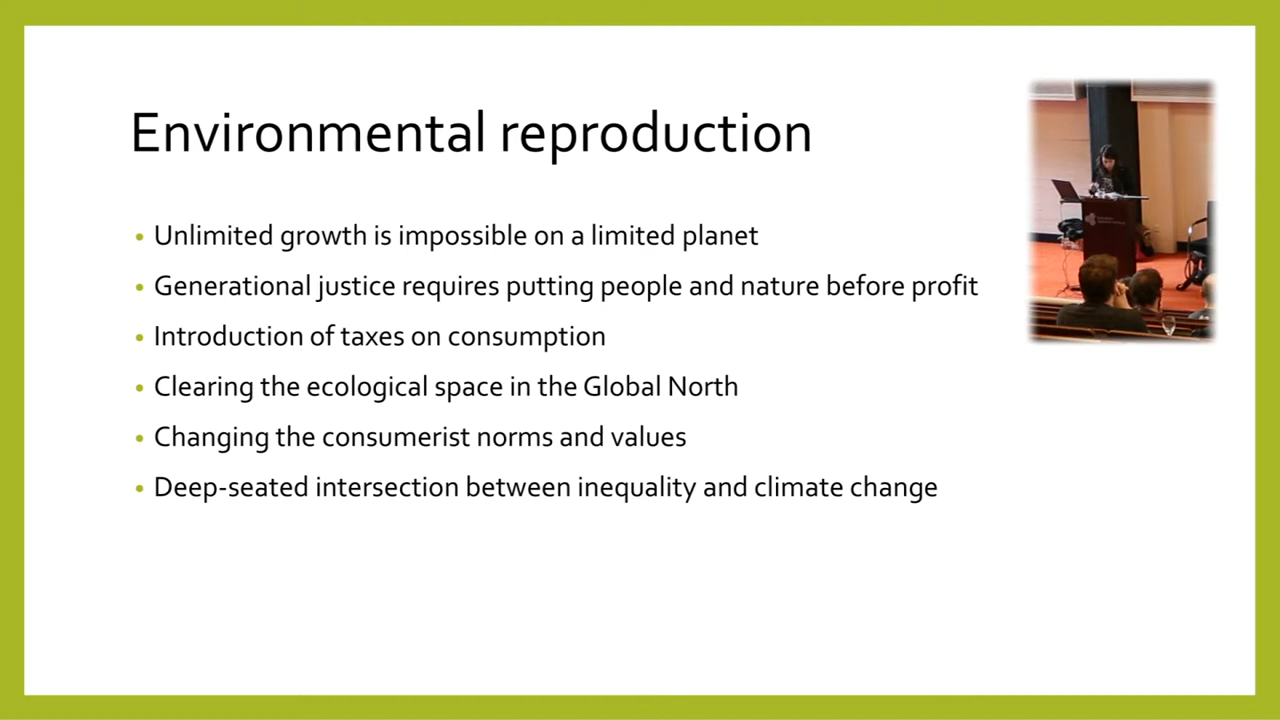 Environmental reproduction
• Unlimited growth is impossible on a limited planet
• Generational justice requires putting people and nature before profit
• Introduction of taxes on consumption
• Clearing the ecological space in the Global North
• Changing the consumerist norms and values
• Deep-seated intersection between inequality and climate change